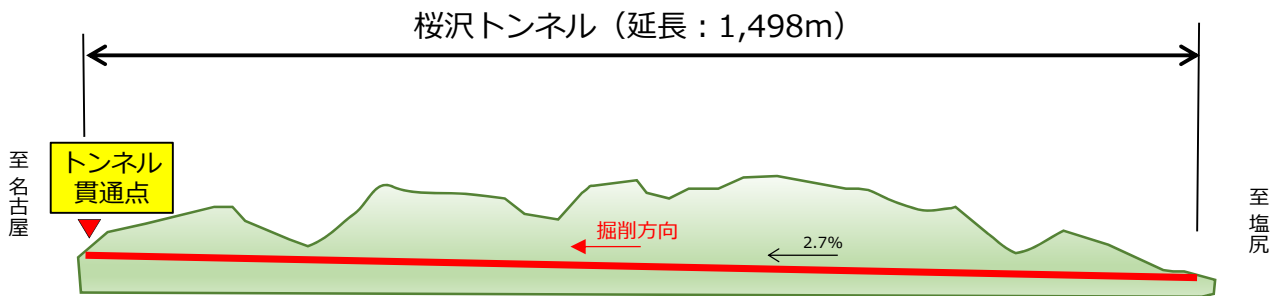 桜沢トンネル（延長：1,498m）
至 名古屋
トンネル
貫通点
掘削方向
2.7%
至 塩尻